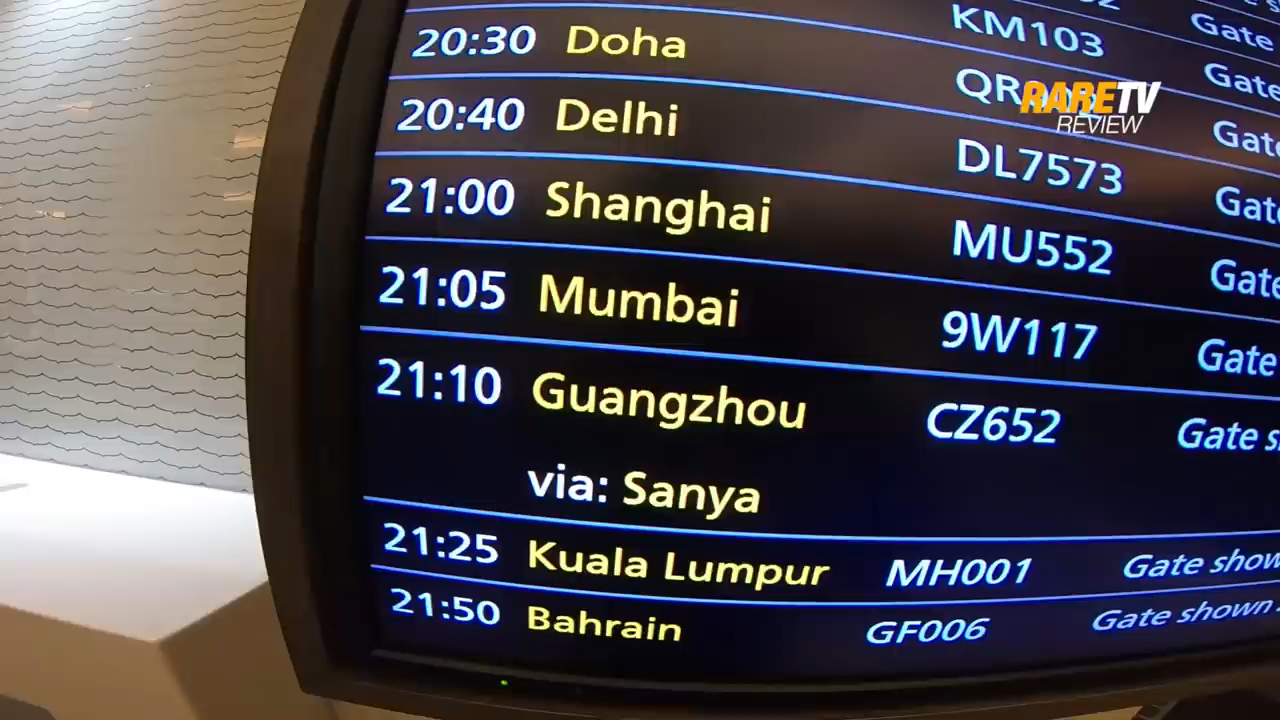 Gate
KM103 Gate
20:30 Doha Gate
20:40 Delhi DL7573 Gate
21:00 Shanghai MU552 Gate
21:05 Mumbai 9W117 Gate
21:10 Guangzhou CZ652 Gate
via: Sanya
21:25 Kuala Lumpur MH001 Gate show
21:50 Bahrain GF006 Gate shown
RARETV
REVIEW